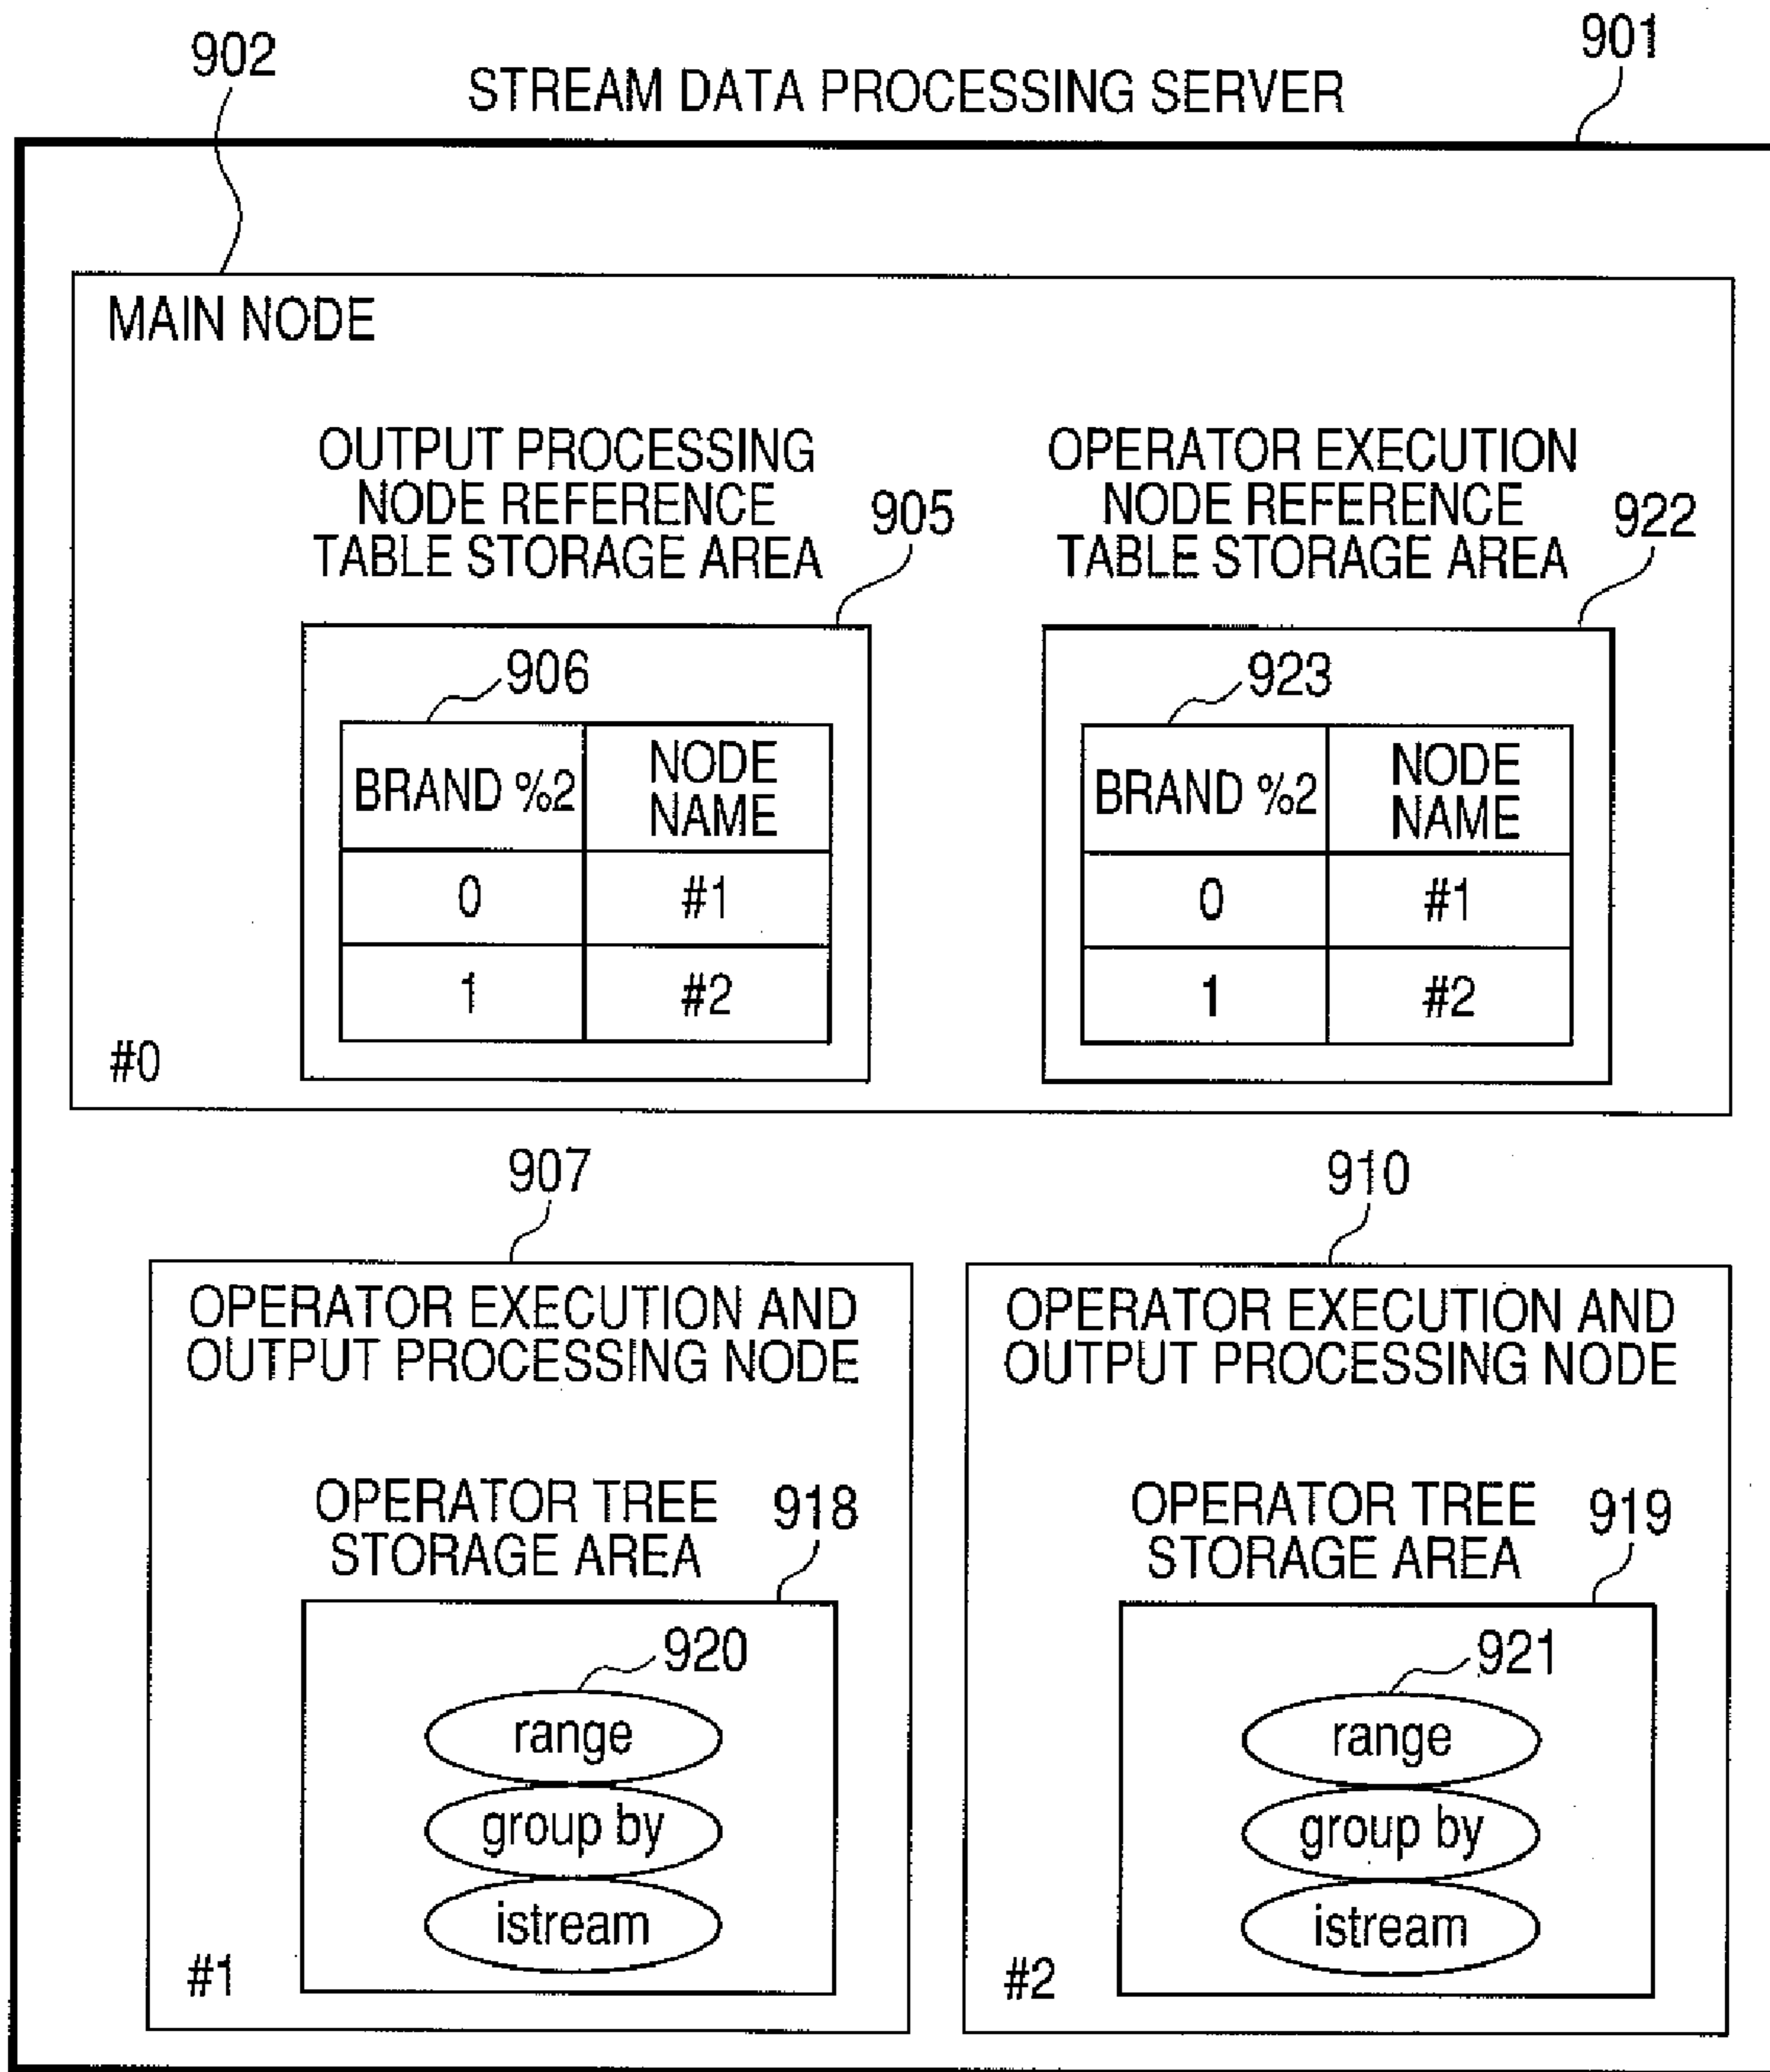 901
902
STREAM DATA PROCESSING SERVER
MAIN NODE
OUTPUT PROCESSING
NODE REFERENCE
TABLE STORAGE AREA
905
906
BRAND %2
NODE
NAME
0
#1
1
#2
OPERATOR EXECUTION
NODE REFERENCE
TABLE STORAGE AREA
922
923
BRAND %2
NODE
NAME
0
#1
1
#2
#0
907
OPERATOR EXECUTION AND
OUTPUT PROCESSING NODE
OPERATOR TREE
STORAGE AREA
918
920
range
group by
istream
#1
910
OPERATOR EXECUTION AND
OUTPUT PROCESSING NODE
OPERATOR TREE
STORAGE AREA
919
921
range
group by
istream
#2